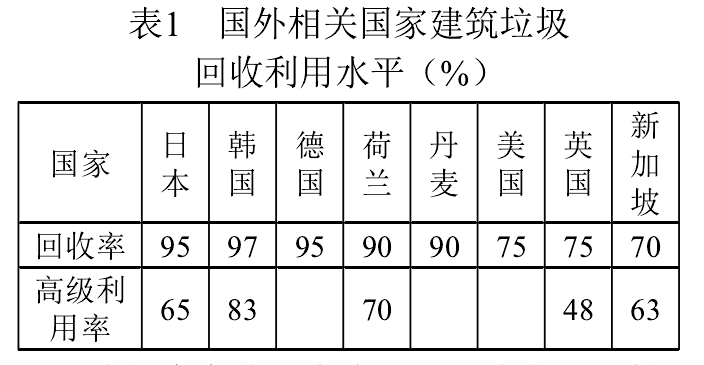 表1 国外相关国家建筑垃圾
回收利用水平（%）
国家 日本 韩国 德国 荷兰 丹麦 美国 英国 新加坡
回收率 95 97 95 90 90 75 75 70
高级利用率 65 83 70 48 63